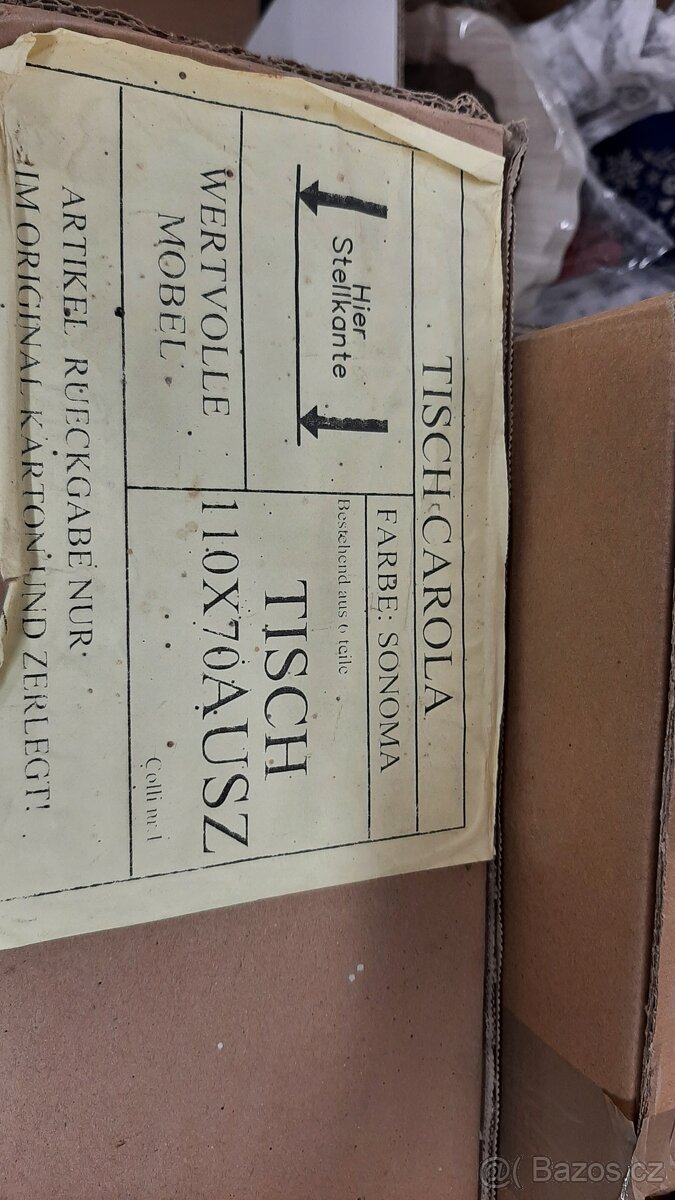 TISCH CAROLA
FARBE: SONOMA
Hier
Stellkante
Bestehend aus 6 teile
TISCH
110X70AUSZ
WERTVOLLE
MOBEL
Colli nr.1
ARTIKEL RUECKGABE NUR
IM ORIGINAL KARTON UND ZERLEGT!
Bazos.cz